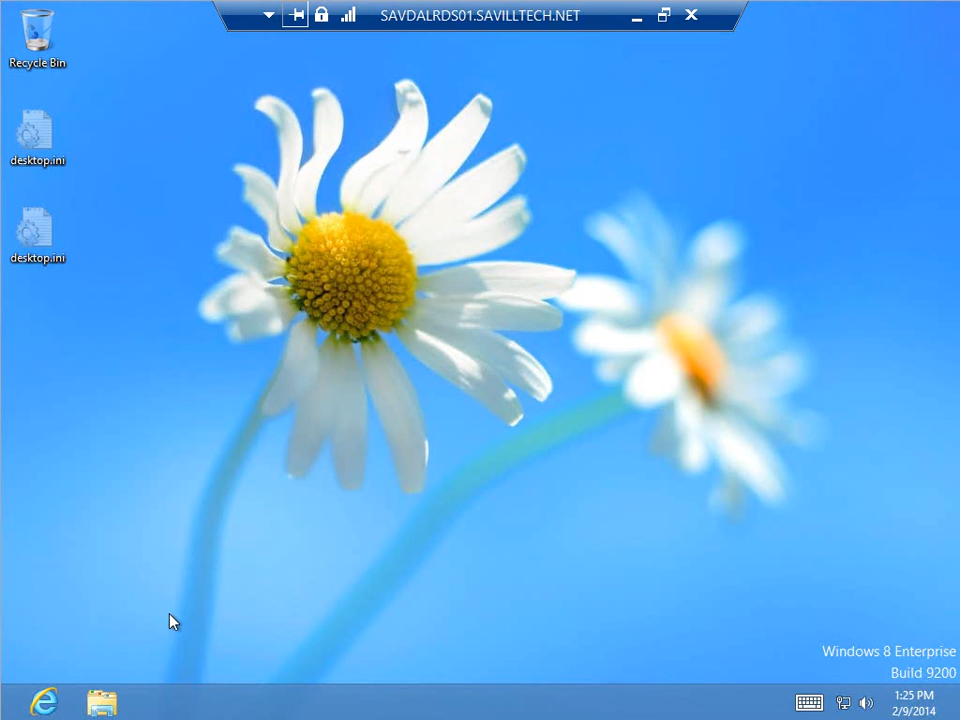 SAVDALRDS01.SAVILLTECH.NET
Recycle Bin
desktop.ini
desktop.ini
Windows 8 Enterprise
Build 9200
1:25 PM
2/9/2014